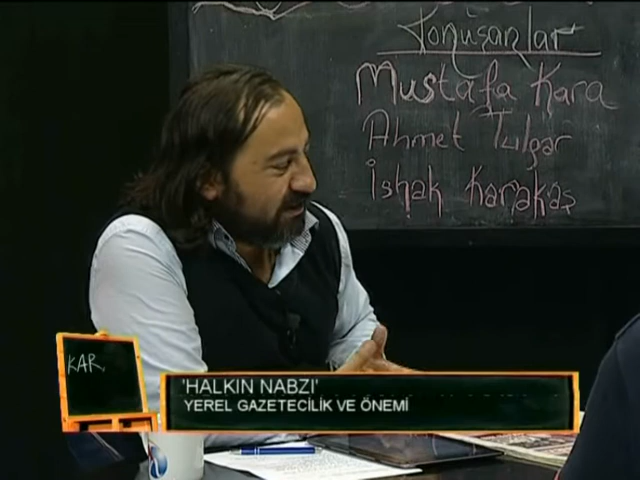 Konuşanlar
Mustafa Kara
Ahmet Tulgar
İshak Karakaş
KAR
'HALKIN NABZI'
YEREL GAZETECİLİK VE ÖNEMİ